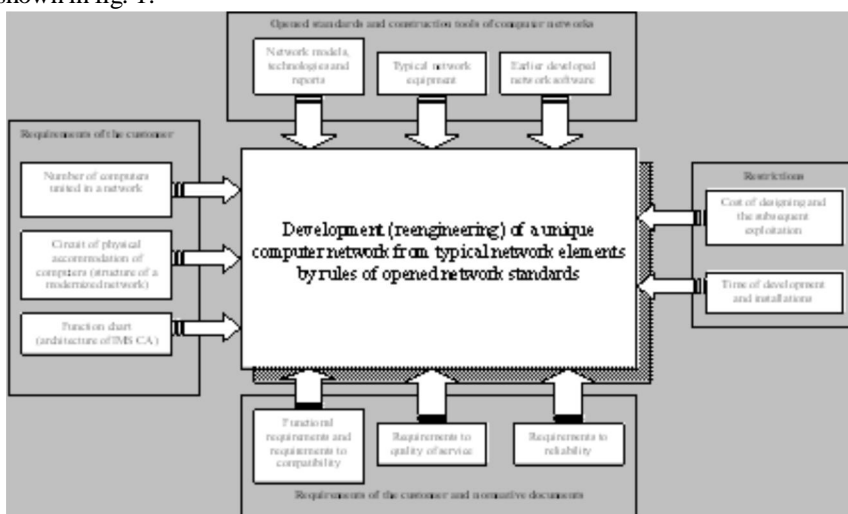 shown in fig. 1.
Opened standards and construction tools of computer networks
Network models,
technologies and
reports
Typical network
equipment
Earlier developed
network software
Requirements of the customer
Number of computers
united in a network
Circuit of physical
accommodation of
computers (structure of a
modernized network)
Function chart
(architecture of IMS CA)
Development (reengineering) of a unique
computer network from typical network elements
by rules of opened network standards
Restrictions
Cost of designing and
the subsequent
exploitation
Time of development
and installations
Functional
requirements and
requirements to
compatibility
Requirements to
quality of service
Requirements to
reliability
Requirements of the customer and normative documents